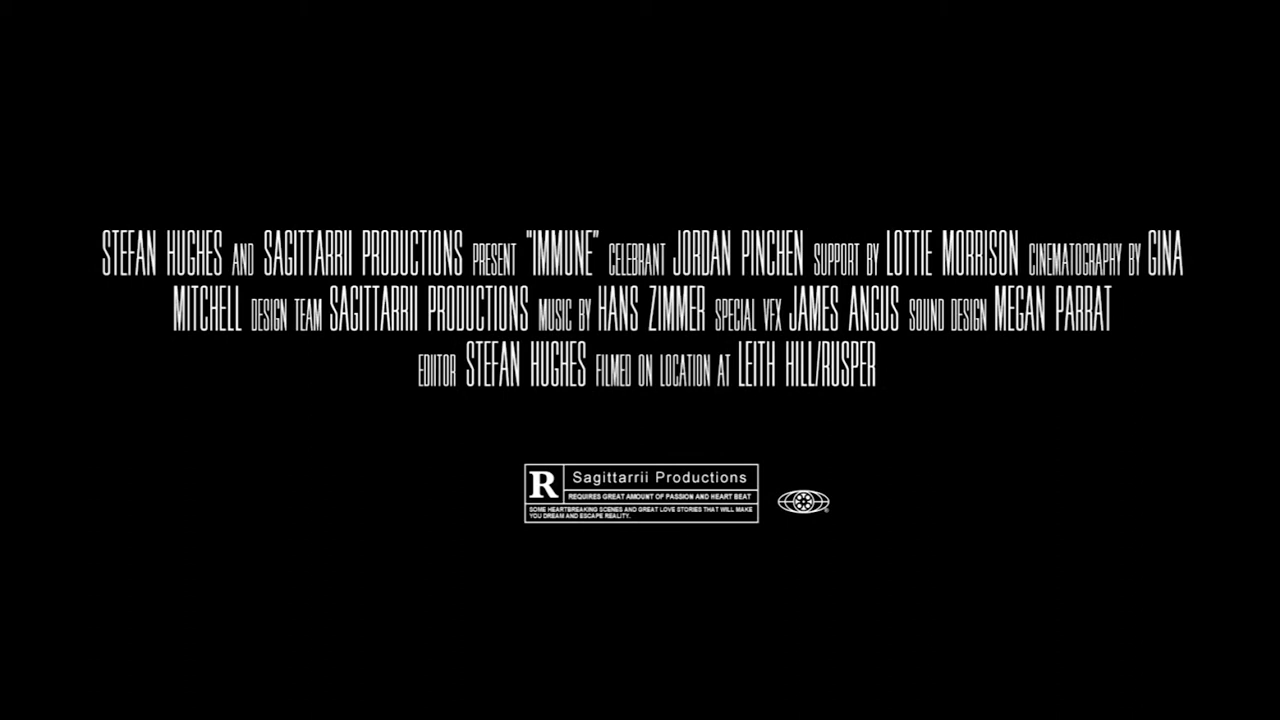 STEFAN HUGHES AND SAGITTARRII PRODUCTIONS PRESENT "IMMUNE" CELEBRANT JORDAN PINCHEN SUPPORT BY LOTTIE MORRISON CINEMATOGRAPHY BY GINA
MITCHELL DESIGN TEAM SAGITTARRII PRODUCTIONS MUSIC BY HANS ZIMMER SPECIAL VFX JAMES ANGUS SOUND DESIGN MEGAN PARRAT
EDITOR STEFAN HUGHES FILMED ON LOCATION AT LEITH HILL/RUSPER
R
Sagittarrii Productions
REQUIRES GREAT AMOUNT OF PASSION AND HEART BEAT
SOME HEARTBREAKING SCENES AND GREAT LOVE STORIES THAT WILL MAKE
YOU DREAM AND ESCAPE REALITY.
®